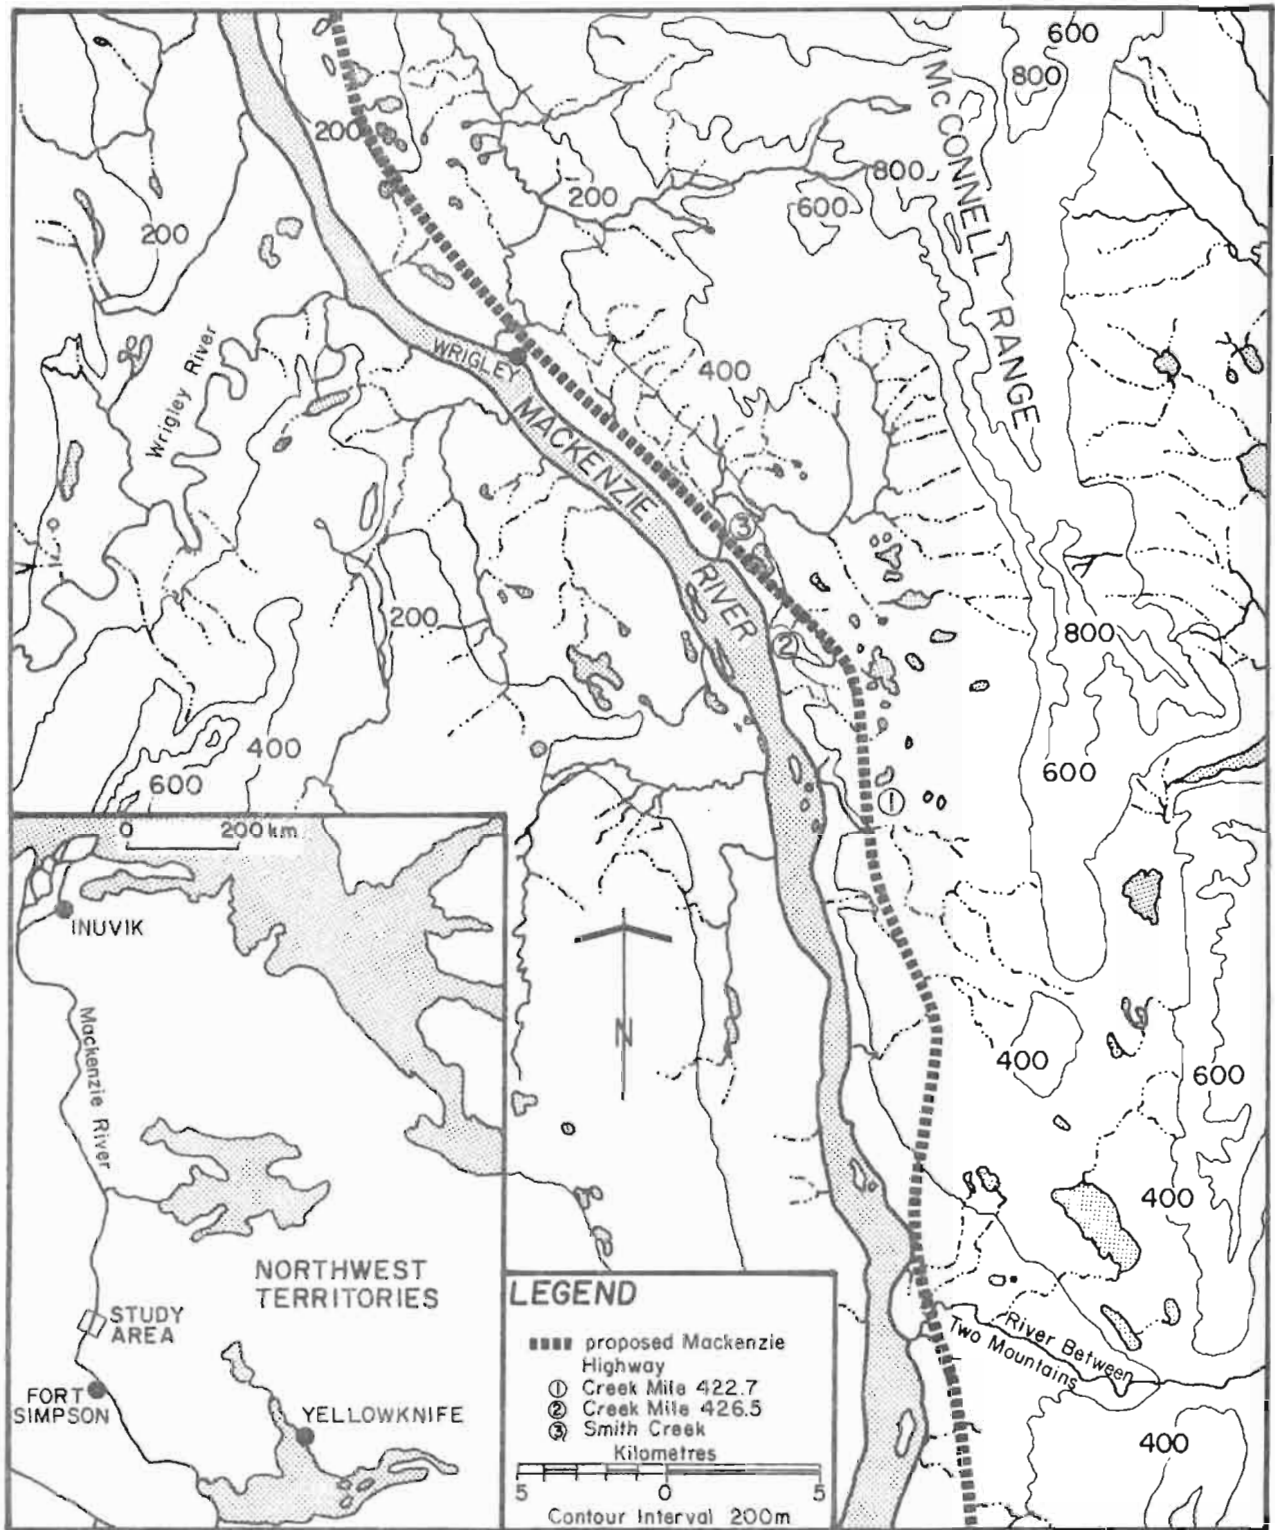 600
800
McCONNELL RANGE
200
800
200
600
200
Wrigley River
WRIGLEY
400
MACKENZIE RIVER
3
200
2
800
400
600
600
1
0 200 km
INUVIK
Mackenzie River
N
400
600
400
NORTHWEST
TERRITORIES
STUDY
AREA
FORT
SIMPSON
YELLOWKNIFE
River Between
Two Mountains
400
LEGEND
proposed Mackenzie
Highway
1 Creek Mile 422.7
2 Creek Mile 426.5
3 Smith Creek
Kilometres
5 0 5
Contour Interval 200m